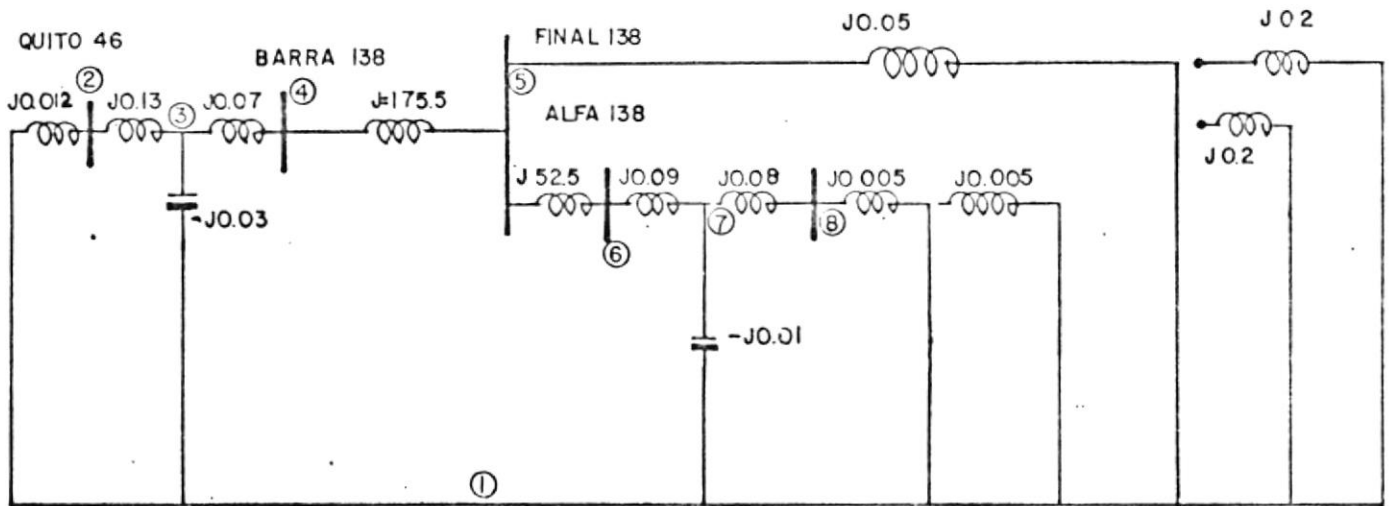 QUITO 46
②
J0.012
J0.13
③
J0.07
BARRA 138
④
J=175.5
⑤
FINAL 138
J0.05
J 0.2
J0.2
ALFA 138
J 52.5
J0.09
J0.08
J0.005
J0.005
⑥
⑦
⑧
-J0.03
-J0.01
①